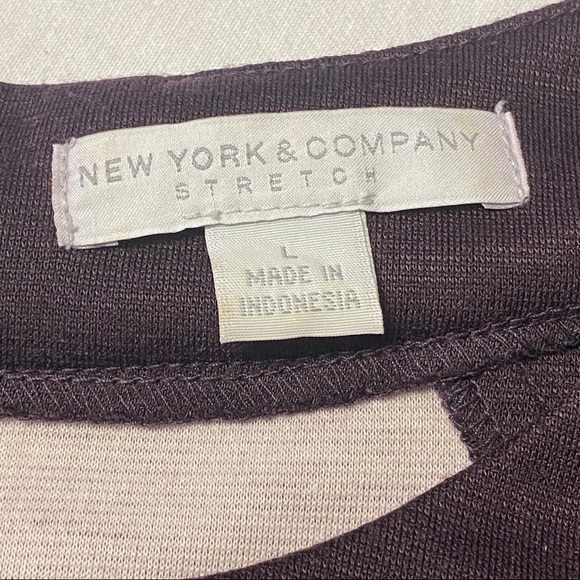 NEW YORK & COMPANY
STRETCH
L
MADE IN
INDONESIA